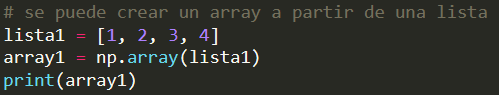 # se puede crear un array a partir de una lista
lista1 = [1, 2, 3, 4]
array1 = np.array(lista1)
print(array1)